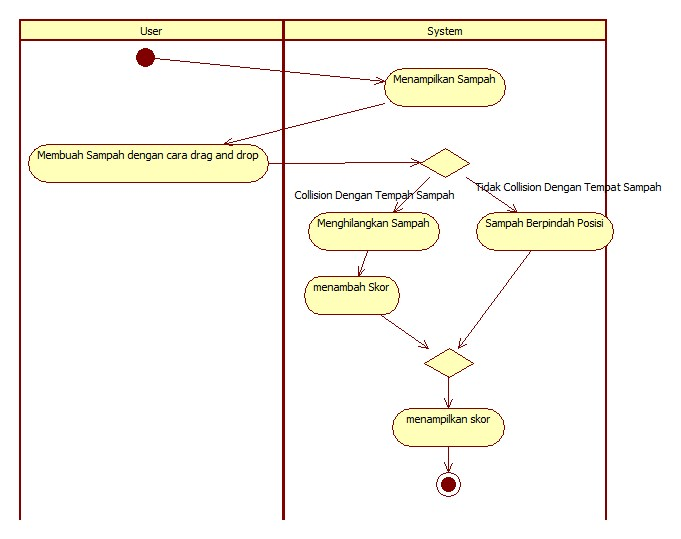 User
System
Menampilkan Sampah
Membuah Sampah dengan cara drag and drop
Collision Dengan Tempah Sampah
Tidak Collision Dengan Tempat Sampah
Menghilangkan Sampah
Sampah Berpindah Posisi
menambah Skor
menampilkan skor